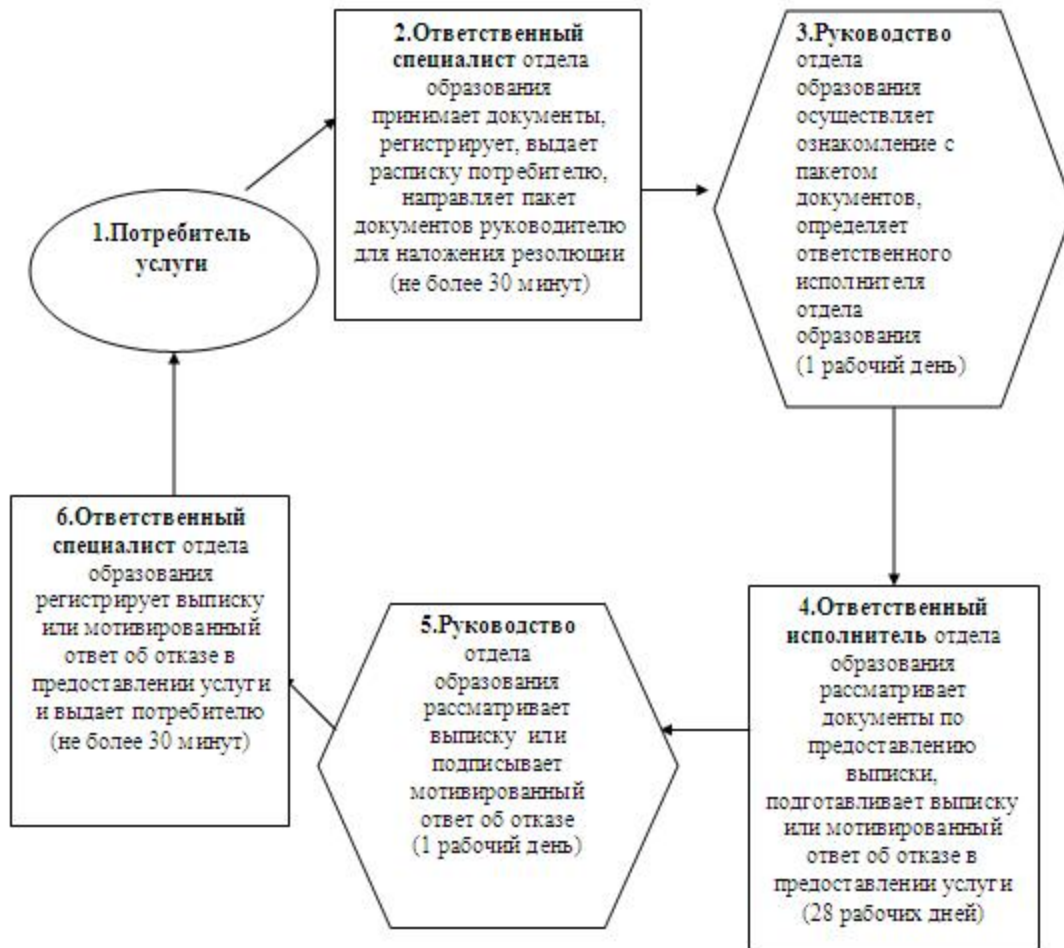 1.Потребитель
услуги
2.Ответственный
специалист отдела
образования
принимает документы,
регистрирует, выдает
расписку потребителю,
направляет пакет
документов руководителю
для наложения резолюции
(не более 30 минут)
3.Руководство
отдела
образования
осуществляет
ознакомление с
пакетом
документов,
определяет
ответственного
исполнителя
отдела
образования
(1 рабочий день)
4.Ответственный
исполнитель отдела
образования
рассматривает
документы по
предоставлению
выписки,
подготавливает выписку
или мотивированный
ответ об отказе в
предоставлении услуги
(28 рабочих дней)
5.Руководство
отдела
образования
рассматривает
выписку или
подписывает
мотивированный
ответ об отказе
(1 рабочий день)
6.Ответственный
специалист отдела
образования
регистрирует выписку
или мотивированный
ответ об отказе в
предоставлении услуги
и выдает потребителю
(не более 30 минут)